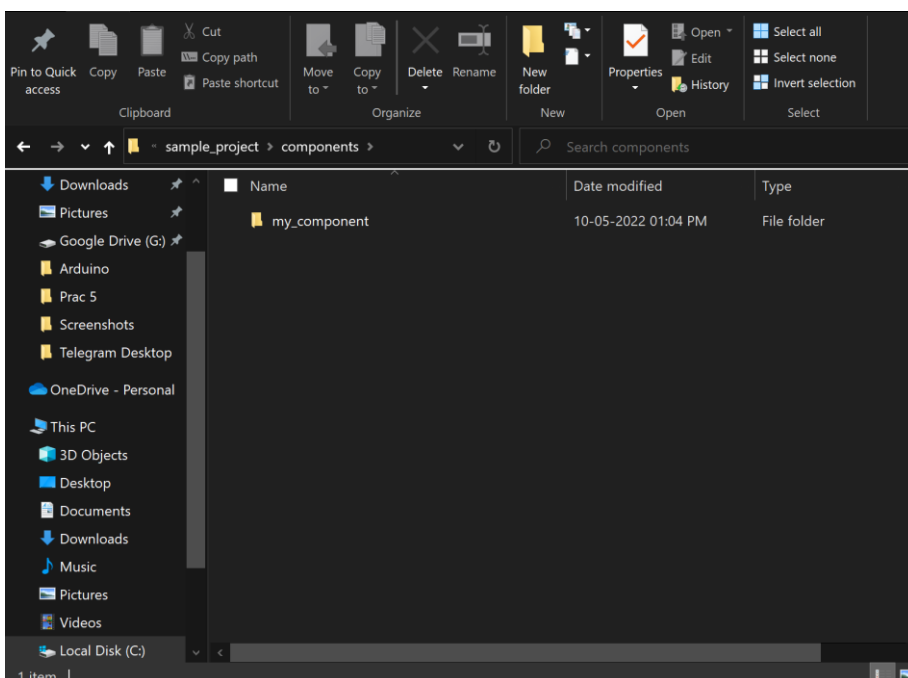 Pin to Quick access
Copy
Paste
Cut
Copy path
Paste shortcut
Clipboard
Move to
Copy to
Delete
Rename
Organize
New folder
New
Properties
Open
Edit
History
Open
Select all
Select none
Invert selection
Select
sample_project > components >
Search components
Name
Date modified
Type
my_component
10-05-2022 01:04 PM
File folder
Downloads
Pictures
Google Drive (G:)
Arduino
Prac 5
Screenshots
Telegram Desktop
OneDrive - Personal
This PC
3D Objects
Desktop
Documents
Downloads
Music
Pictures
Videos
Local Disk (C:)
1 item